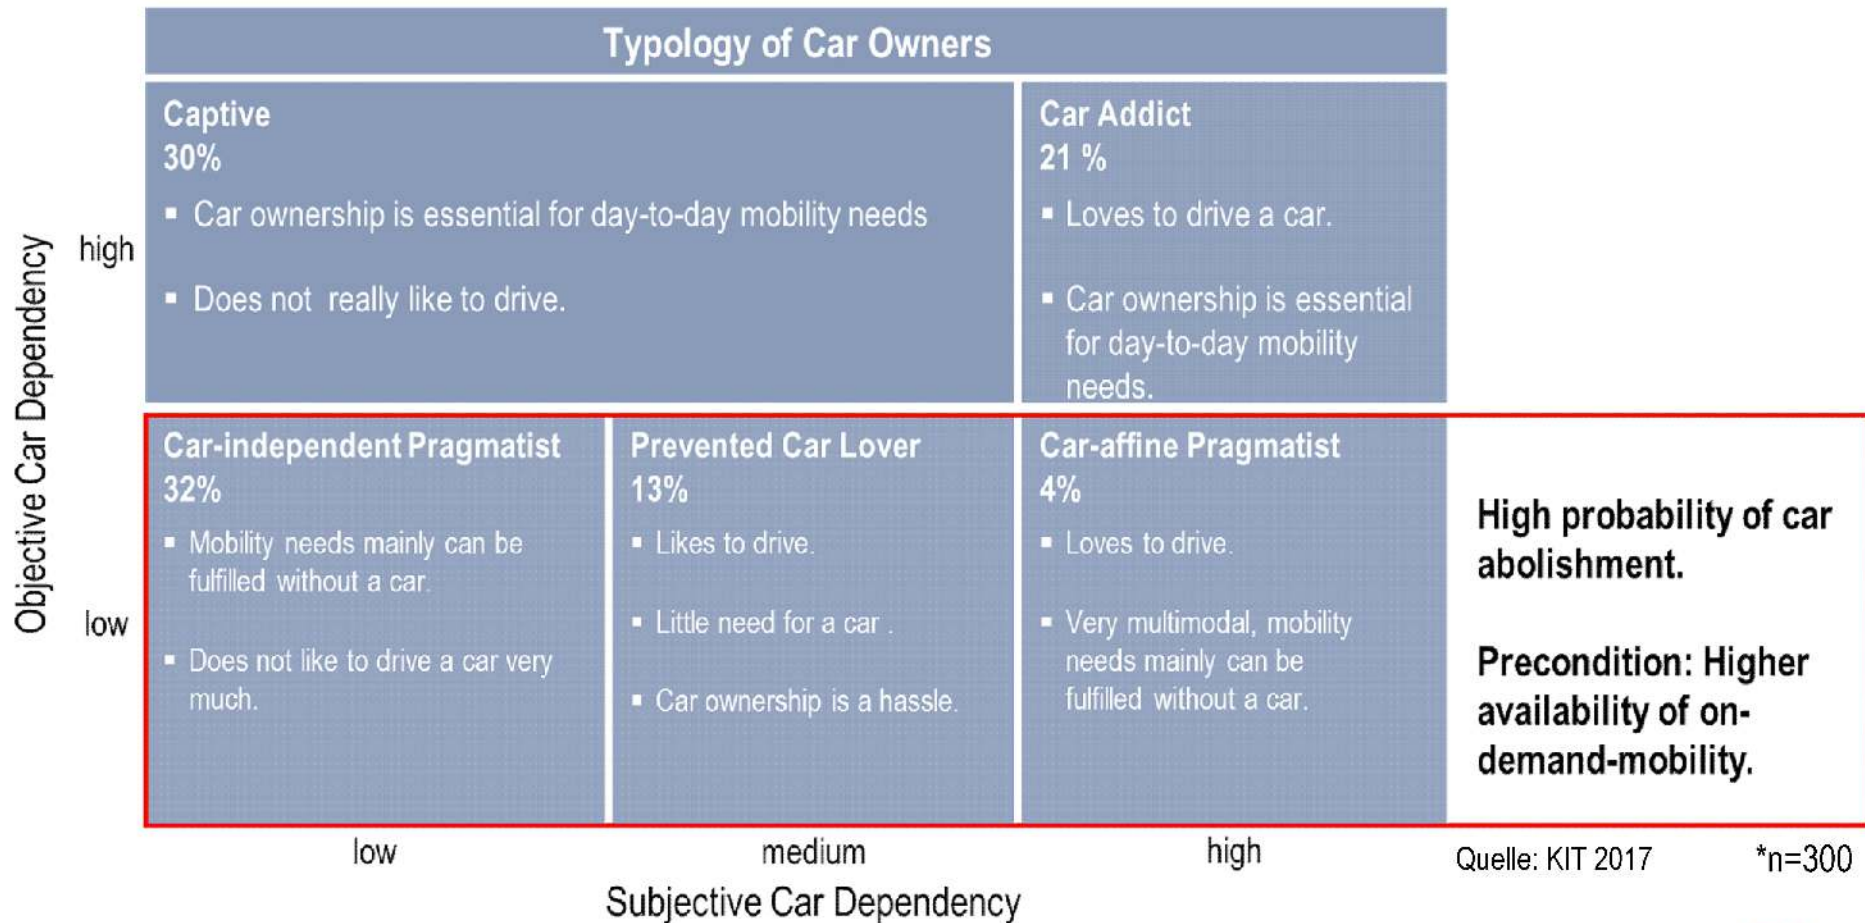 Typology of Car Owners
Captive
30%
▪ Car ownership is essential for day-to-day mobility needs
▪ Does not really like to drive.
Car Addict
21 %
▪ Loves to drive a car.
▪ Car ownership is essential
for day-to-day mobility
needs.
Objective Car Dependency
high
low
Car-independent Pragmatist
32%
▪ Mobility needs mainly can be
fulfilled without a car.
▪ Does not like to drive a car very
much.
Prevented Car Lover
13%
▪ Likes to drive.
▪ Little need for a car .
▪ Car ownership is a hassle.
Car-affine Pragmatist
4%
▪ Loves to drive.
▪ Very multimodal, mobility
needs mainly can be
fulfilled without a car.
High probability of car
abolishment.
Precondition: Higher
availability of on-
demand-mobility.
low
medium
high
Subjective Car Dependency
Quelle: KIT 2017
*n=300